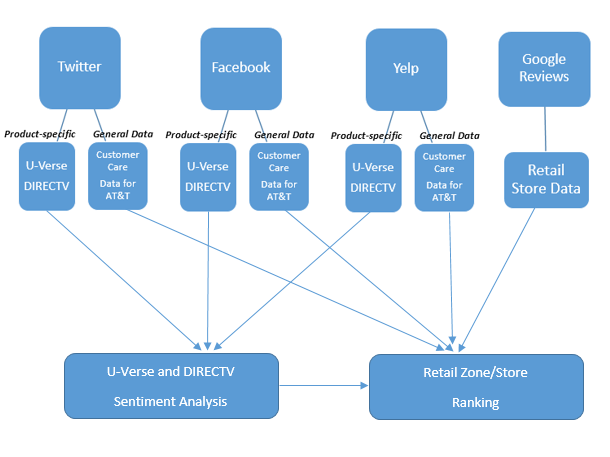 Twitter
Facebook
Yelp
Google
Reviews
Product-specific
General Data
Product-specific
General Data
Product-specific
General Data
U-Verse
DIRECTV
Customer
Care
Data for
AT&T
U-Verse
DIRECTV
Customer
Care
Data for
AT&T
U-Verse
DIRECTV
Customer
Care
Data for
AT&T
Retail
Store Data
U-Verse and DIRECTV
Sentiment Analysis
Retail Zone/Store
Ranking